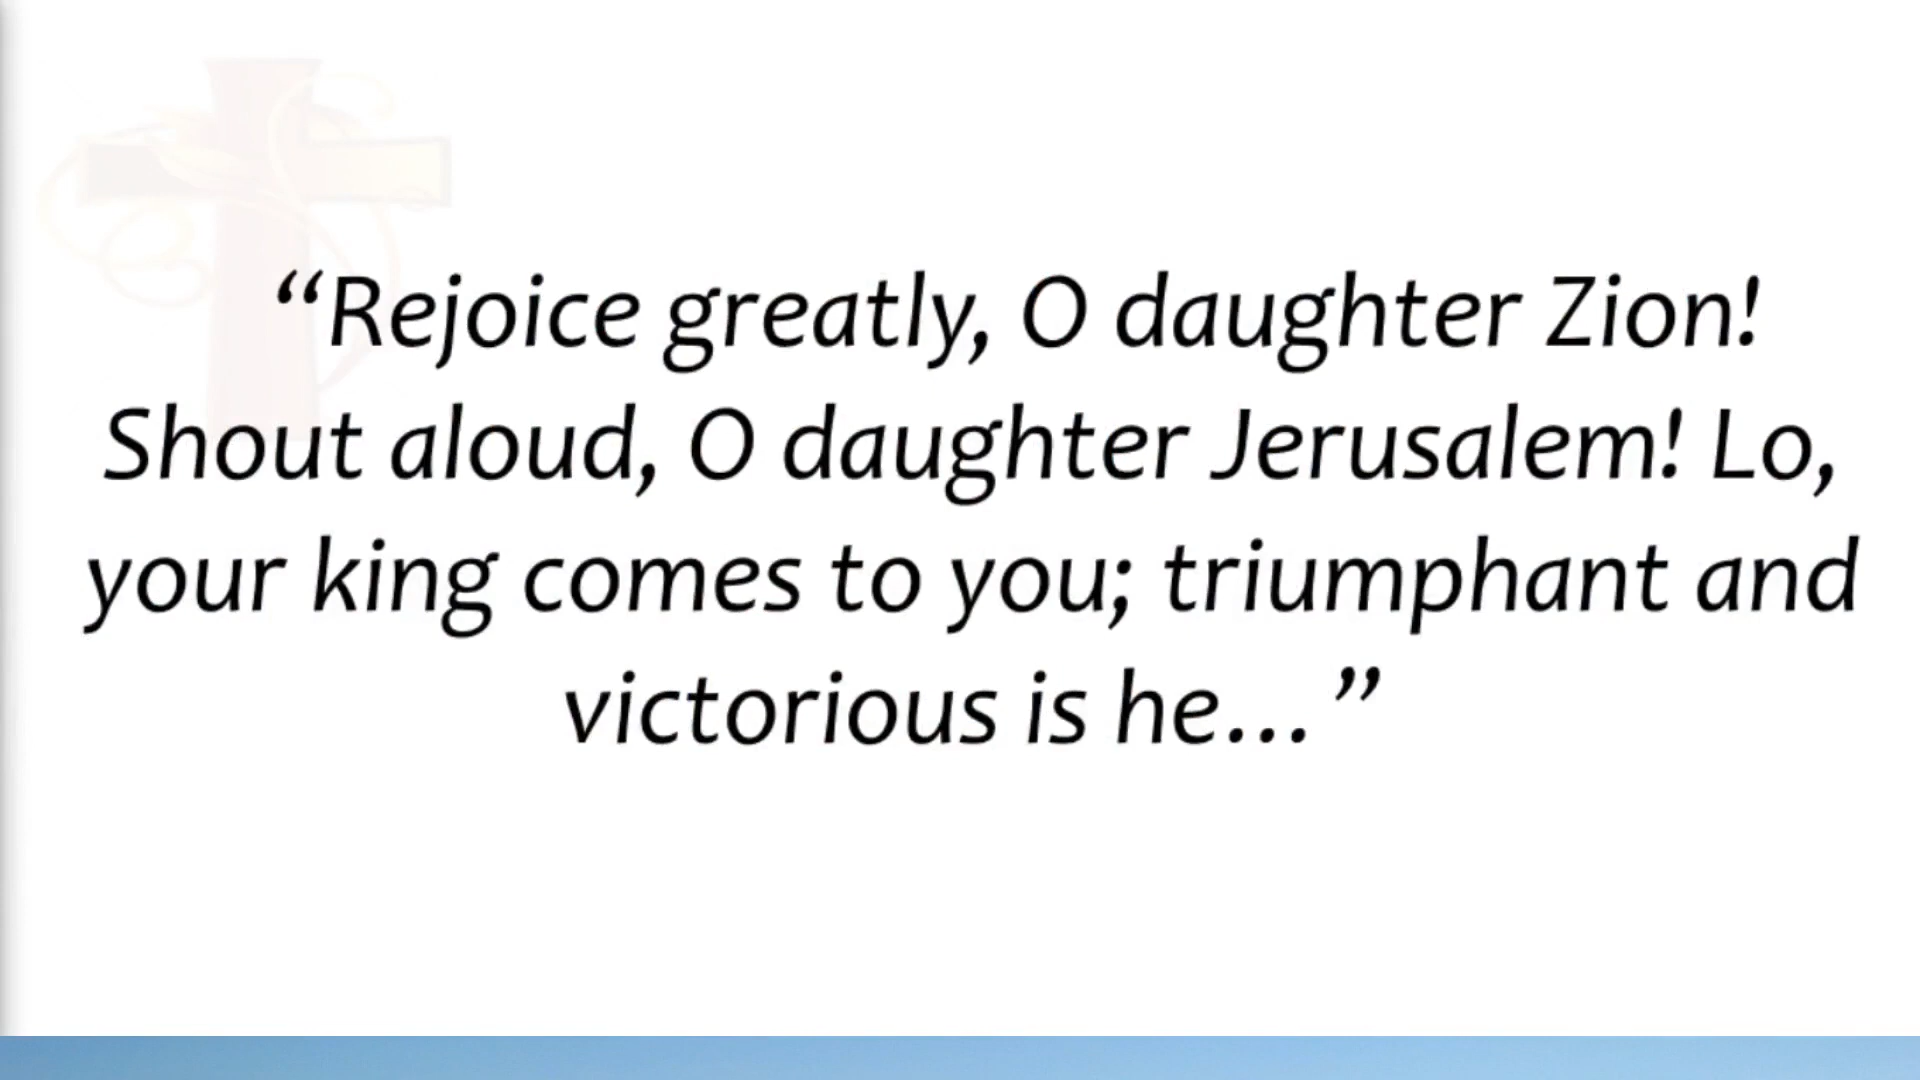 “Rejoice greatly, O daughter Zion!
Shout aloud, O daughter Jerusalem! Lo,
your king comes to you; triumphant and
victorious is he…”